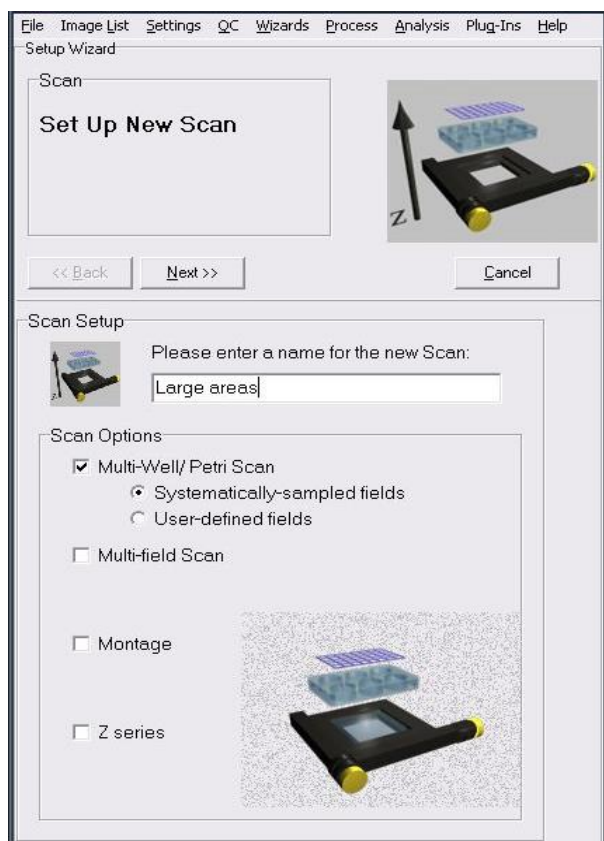 File Image List Settings QC Wizards Process Analysis Plug-Ins Help
Setup Wizard
Scan
Set Up New Scan
Z
<< Back Next >> Cancel
Scan Setup
Please enter a name for the new Scan:
Z
Large areas
Scan Options
Multi-Well/ Petri Scan
Systematically-sampled fields
User-defined fields
Multi-field Scan
Montage
Z series